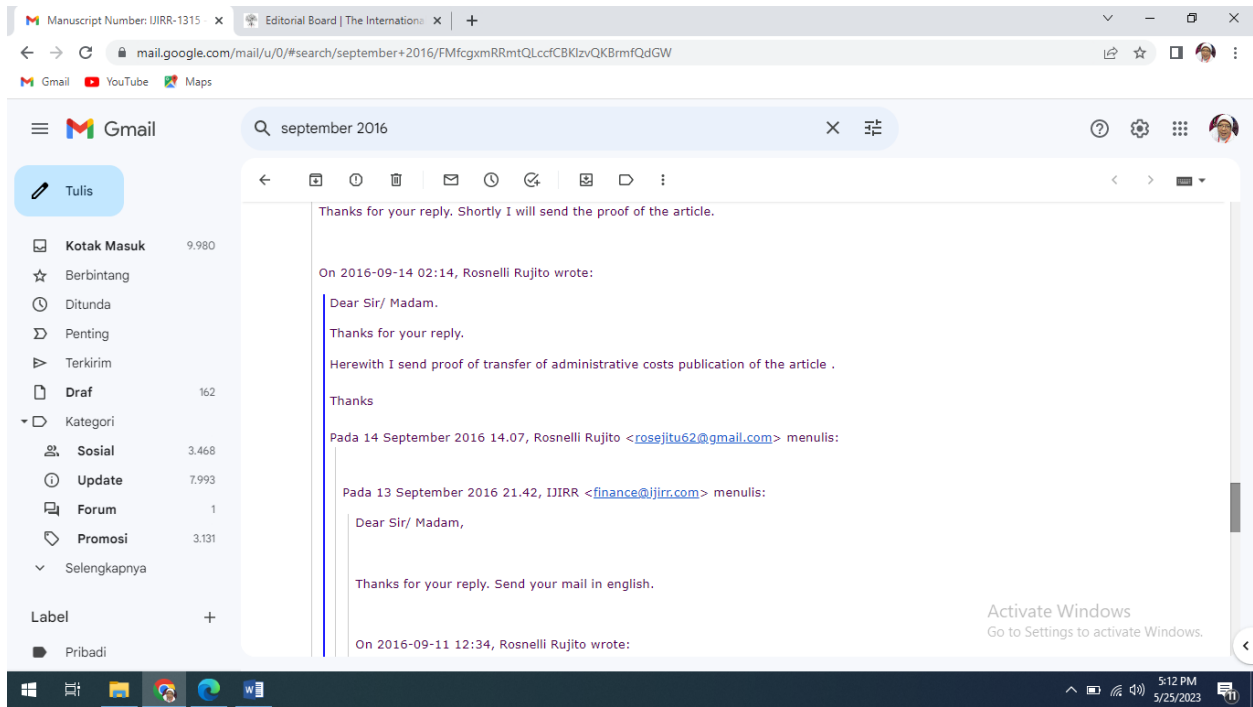 Manuscript Number: IJIRR-1315
Editorial Board | The Internationa
mail.google.com/mail/u/0/#search/september+2016/FMfcgxmRRmtQLccfCBKlzvQKBrmfQdGW
Gmail YouTube Maps
Gmail
september 2016
Tulis
Kotak Masuk 9.980
Berbintang
Ditunda
Penting
Terkirim
Draf 162
Kategori
Sosial 3.468
Update 7.993
Forum 1
Promosi 3.131
Selengkapnya
Label
Pribadi
Thanks for your reply. Shortly I will send the proof of the article.
On 2016-09-14 02:14, Rosnelli Rujito wrote:
Dear Sir/ Madam.
Thanks for your reply.
Herewith I send proof of transfer of administrative costs publication of the article .
Thanks
Pada 14 September 2016 14.07, Rosnelli Rujito <rosejitu62@gmail.com> menulis:
Pada 13 September 2016 21.42, IJIRR <finance@ijirr.com> menulis:
Dear Sir/ Madam,
Thanks for your reply. Send your mail in english.
On 2016-09-11 12:34, Rosnelli Rujito wrote:
Activate Windows
Go to Settings to activate Windows.
5:12 PM
5/25/2023
11